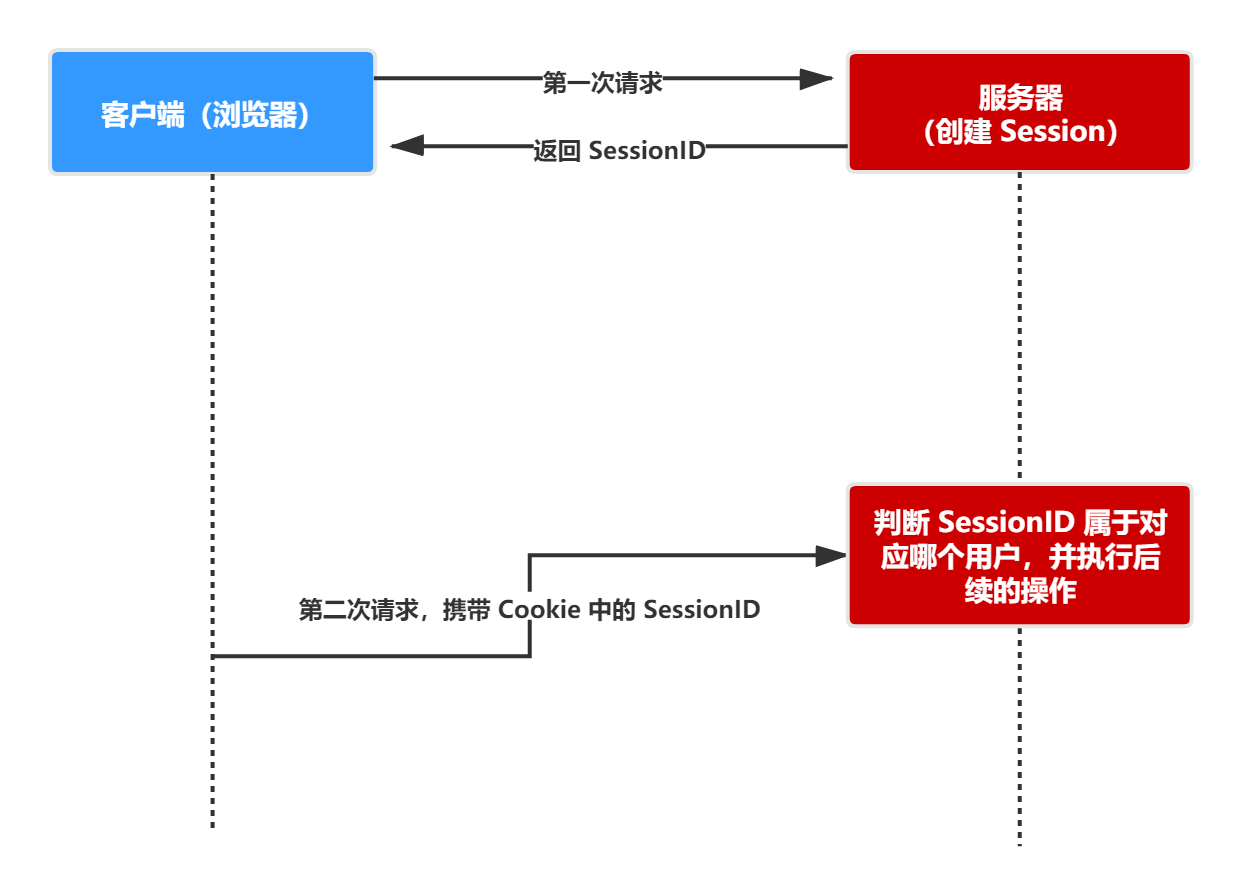 客户端（浏览器）
第一次请求
服务器
（创建 Session）
返回 SessionID
判断 SessionID 属于对
应哪个用户，并执行后
续的操作
第二次请求，携带 Cookie 中的 SessionID